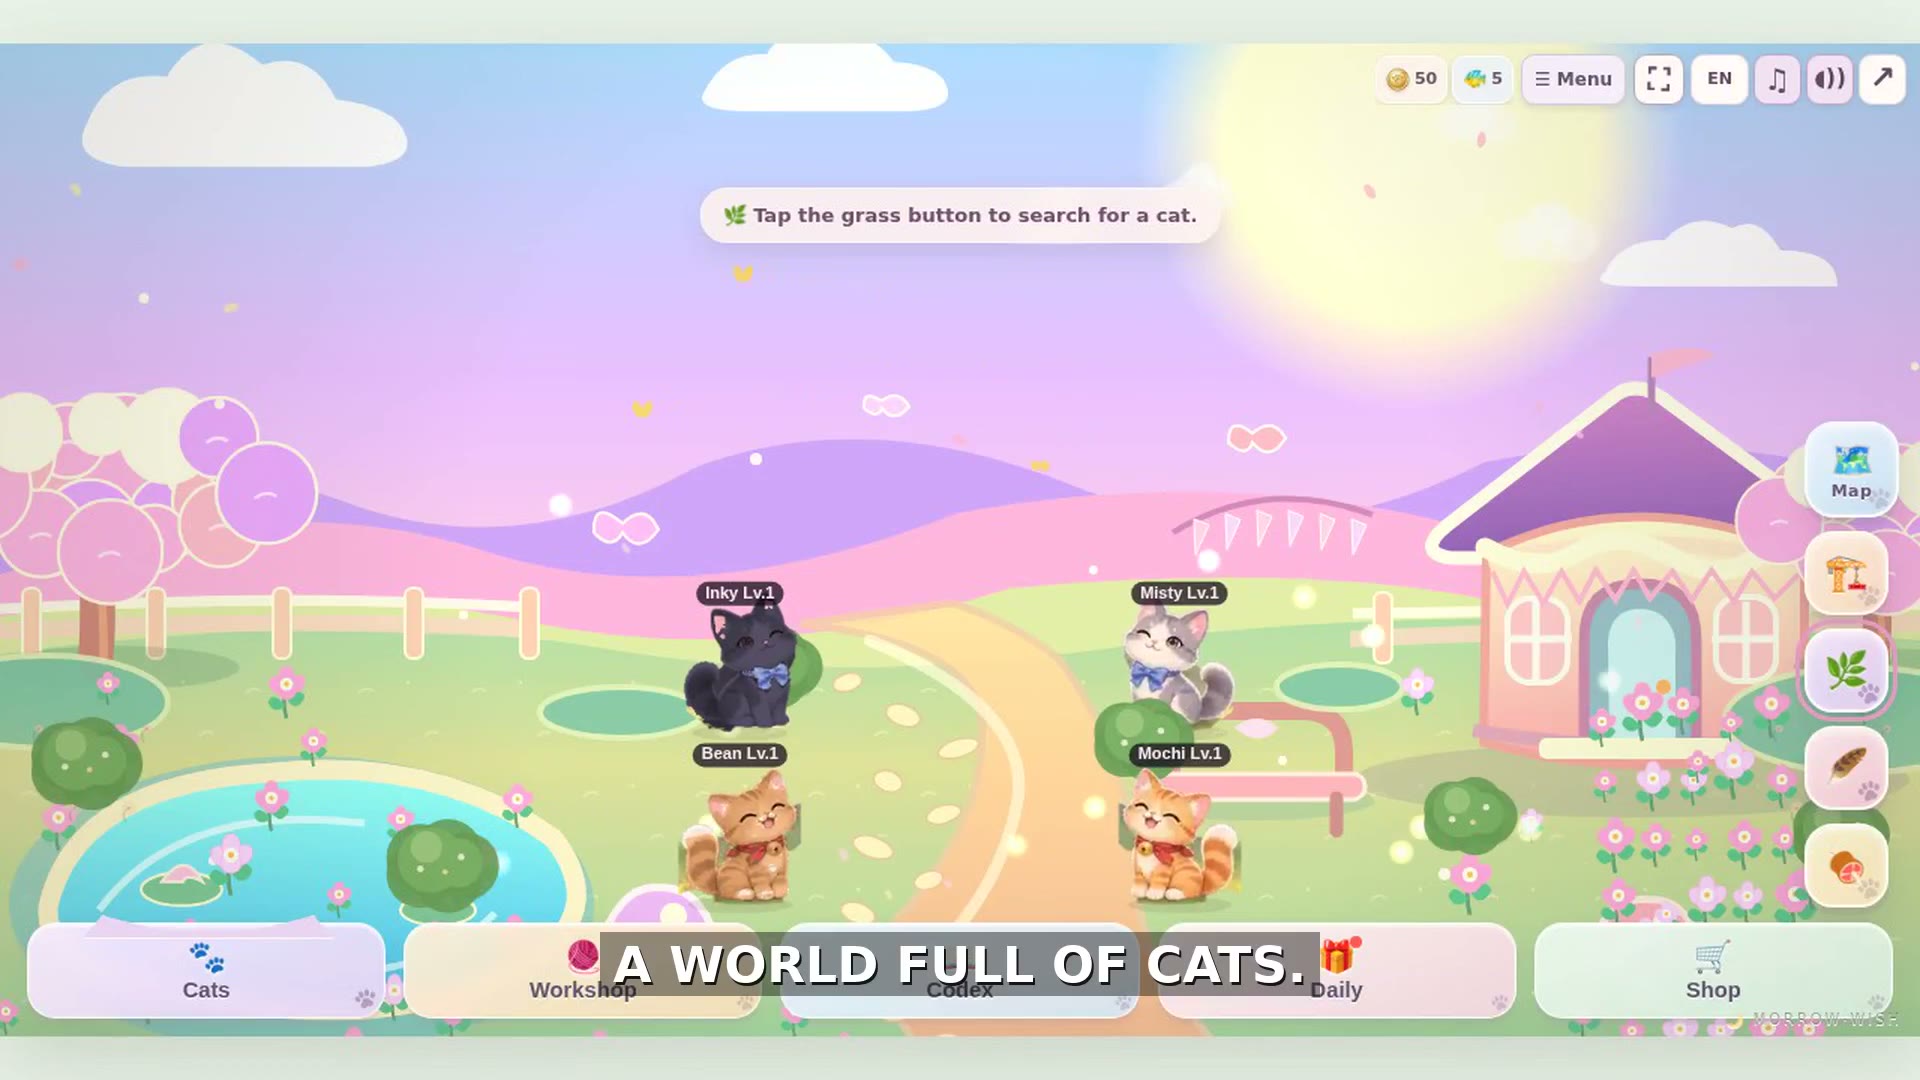 50
5
☰ Menu
EN
Tap the grass button to search for a cat.
Map
Inky Lv.1
Misty Lv.1
Bean Lv.1
Mochi Lv.1
A WORLD FULL OF CATS.
Cats
Workshop
Codex
Daily
Shop
MORROW-WISH